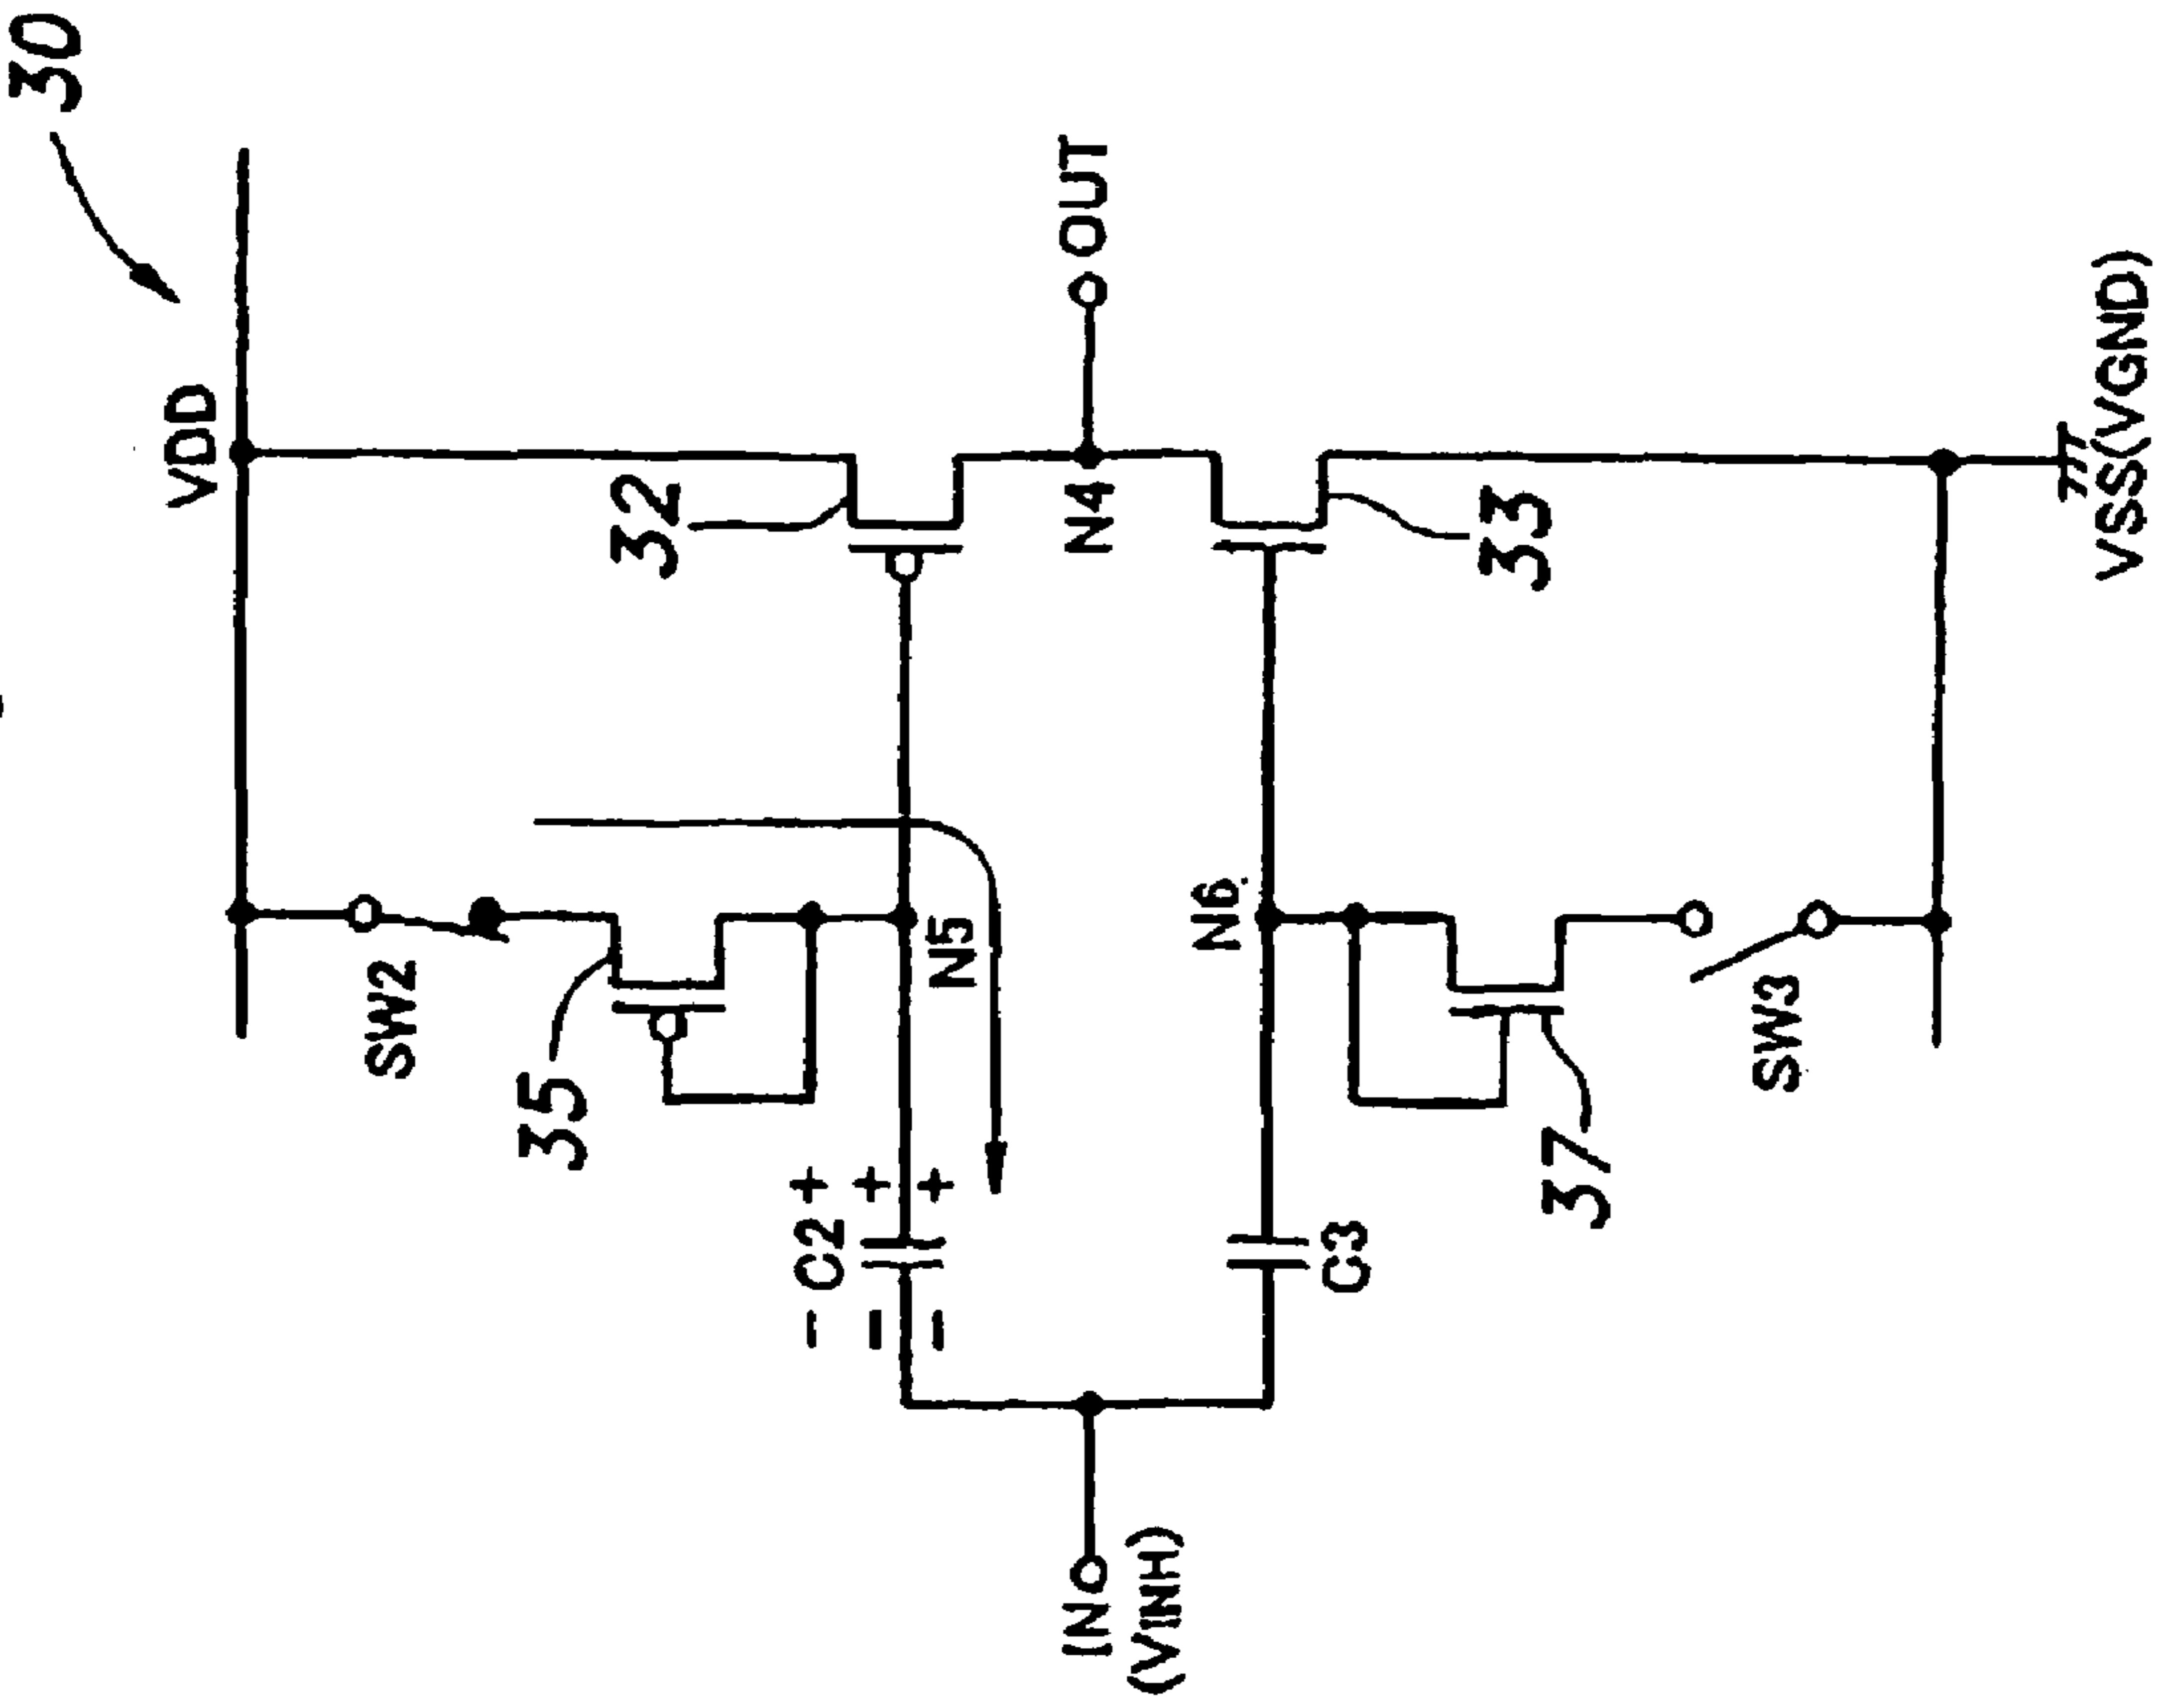 30
VDD
SW2
35
32
C2
+
+
+
-
-
-
N5
N4
OUT
IN
(VINH)
N6
C3
37
33
SW3
VSS(VGND)